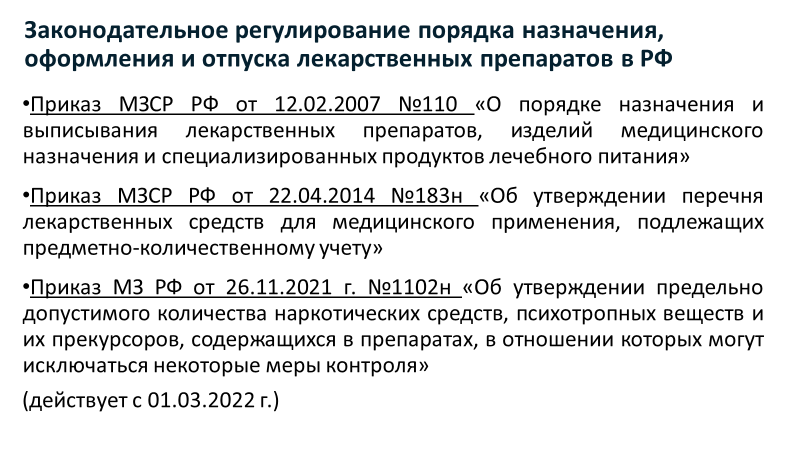 Законодательное регулирование порядка назначения,
оформления и отпуска лекарственных препаратов в РФ
•Приказ МЗСР РФ от 12.02.2007 №110 «О порядке назначения и
выписывания лекарственных препаратов, изделий медицинского
назначения и специализированных продуктов лечебного питания»
•Приказ МЗСР РФ от 22.04.2014 №183н «Об утверждении перечня
лекарственных средств для медицинского применения, подлежащих
предметно-количественному учету»
•Приказ МЗ РФ от 26.11.2021 г. №1102н «Об утверждении предельно
допустимого количества наркотических средств, психотропных веществ и
их прекурсоров, содержащихся в препаратах, в отношении которых могут
исключаться некоторые меры контроля»
(действует с 01.03.2022 г.)